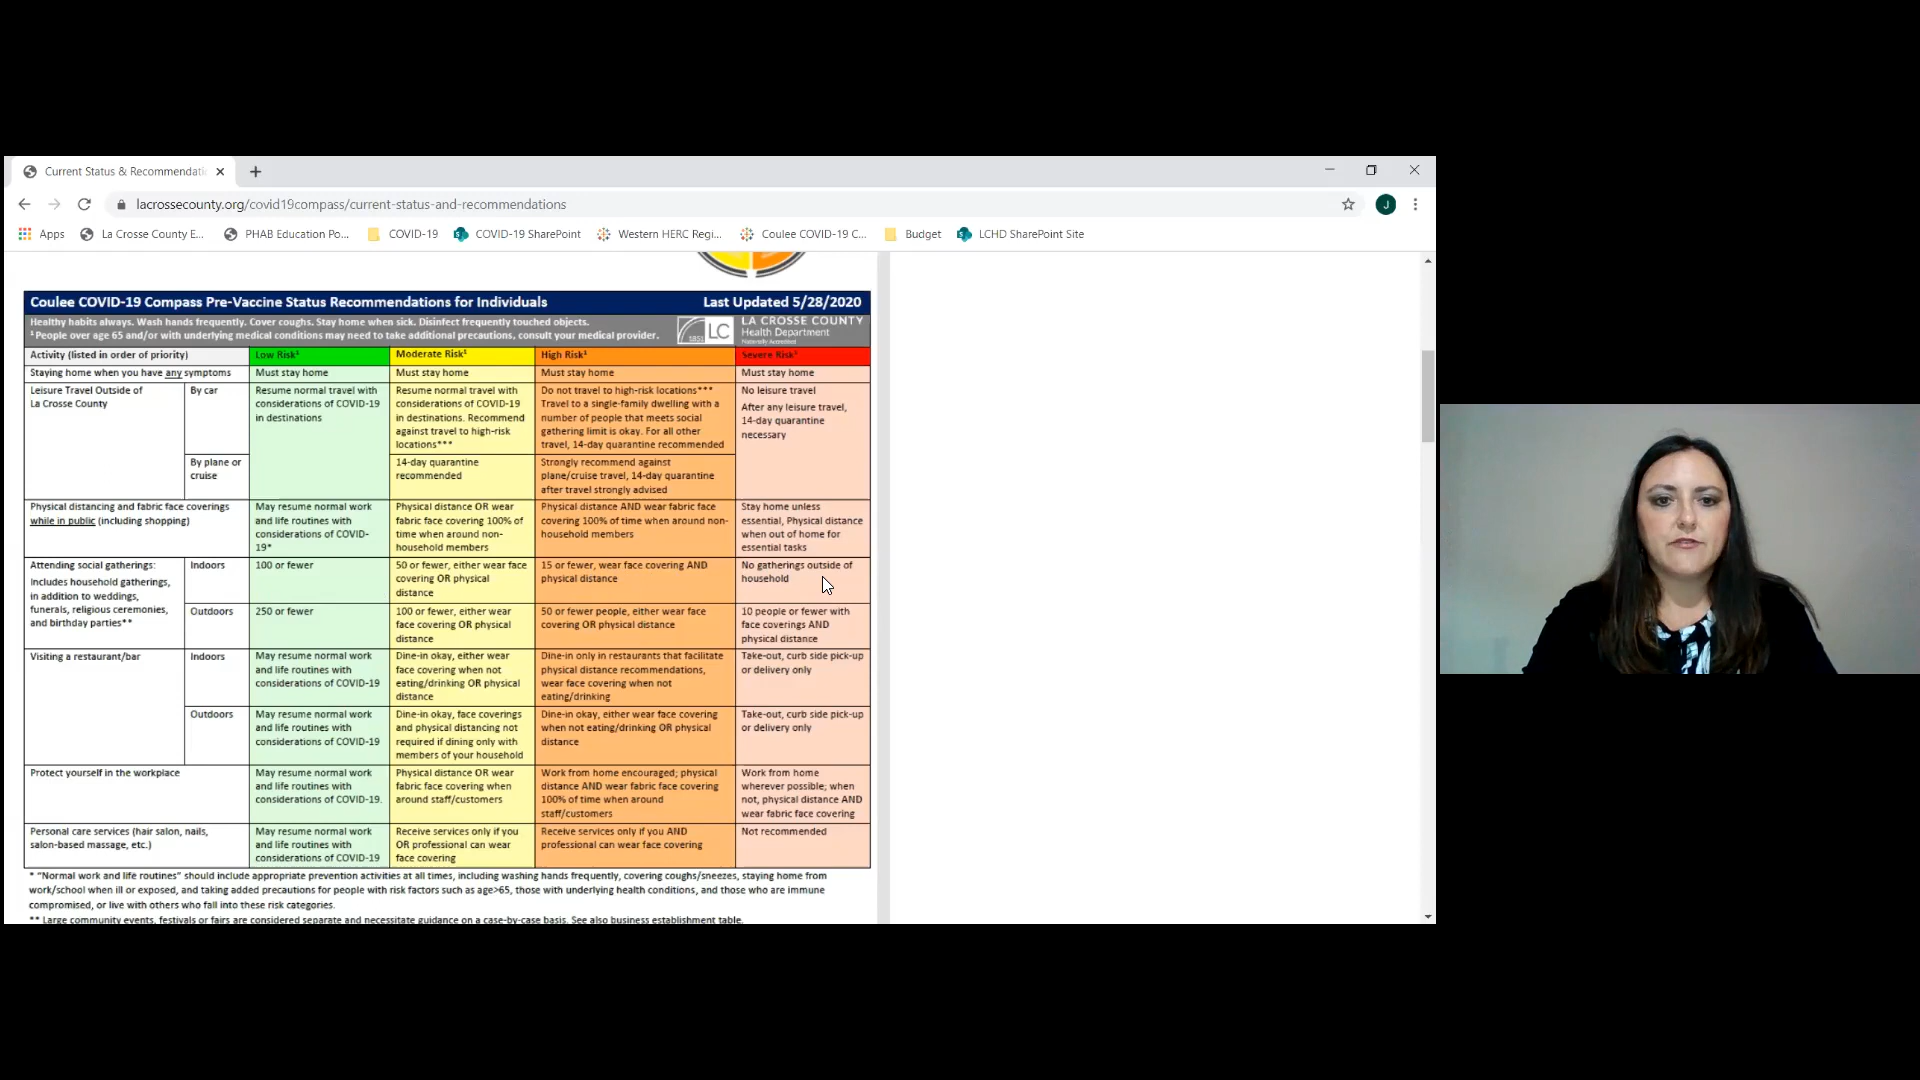 Current Status & Recommendati
lacrossecounty.org/covid19compass/current-status-and-recommendations
J
Apps
La Crosse County E...
PHAB Education Po...
COVID-19
COVID-19 SharePoint
Western HERC Regi...
Coulee COVID-19 C...
Budget
LCHD SharePoint Site
Coulee COVID-19 Compass Pre-Vaccine Status Recommendations for Individuals
Last Updated 5/28/2020
Healthy habits always. Wash hands frequently. Cover coughs. Stay home when sick. Disinfect frequently touched objects.
¹People over age 65 and/or with underlying medical conditions may need to take additional precautions, consult your medical provider.
1851
LC
LA CROSSE COUNTY
Health Department
Nationally Accredited
Activity (listed in order of priority)
Low Risk¹
Moderate Risk¹
High Risk¹
Severe Risk¹
Staying home when you have any symptoms
Must stay home
Must stay home
Must stay home
Must stay home
Leisure Travel Outside of
La Crosse County
By car
Resume normal travel with
considerations of COVID-19
in destinations
Resume normal travel with
considerations of COVID-19
in destinations. Recommend
against travel to high-risk
locations***
Do not travel to high-risk locations***
Travel to a single-family dwelling with a
number of people that meets social
gathering limit is okay. For all other
travel, 14-day quarantine recommended
No leisure travel
After any leisure travel,
14-day quarantine
necessary
By plane or
cruise
14-day quarantine
recommended
Strongly recommend against
plane/cruise travel, 14-day quarantine
after travel strongly advised
Physical distancing and fabric face coverings
while in public (including shopping)
May resume normal work
and life routines with
considerations of COVID-
19*
Physical distance OR wear
fabric face covering 100% of
time when around non-
household members
Physical distance AND wear fabric face
covering 100% of time when around non-
household members
Stay home unless
essential, Physical distance
when out of home for
essential tasks
Attending social gatherings:
Includes household gatherings,
in addition to weddings,
funerals, religious ceremonies,
and birthday parties**
Indoors
100 or fewer
50 or fewer, either wear face
covering OR physical
distance
15 or fewer, wear face covering AND
physical distance
No gatherings outside of
household
Outdoors
250 or fewer
100 or fewer, either wear
face covering OR physical
distance
50 or fewer people, either wear face
covering OR physical distance
10 people or fewer with
face coverings AND
physical distance
Visiting a restaurant/bar
Indoors
May resume normal work
and life routines with
considerations of COVID-19
Dine-in okay, either wear
face covering when not
eating/drinking OR physical
distance
Dine-in only in restaurants that facilitate
physical distance recommendations,
wear face covering when not
eating/drinking
Take-out, curb side pick-up
or delivery only
Outdoors
May resume normal work
and life routines with
considerations of COVID-19
Dine-in okay, face coverings
and physical distancing not
required if dining only with
members of your household
Dine-in okay, either wear face covering
when not eating/drinking OR physical
distance
Take-out, curb side pick-up
or delivery only
Protect yourself in the workplace
May resume normal work
and life routines with
considerations of COVID-19.
Physical distance OR wear
fabric face covering when
around staff/customers
Work from home encouraged; physical
distance AND wear fabric face covering
100% of time when around
staff/customers
Work from home
wherever possible; when
not, physical distance AND
wear fabric face covering
Personal care services (hair salon, nails,
salon-based massage, etc.)
May resume normal work
and life routines with
considerations of COVID-19
Receive services only if you
OR professional can wear
face covering
Receive services only if you AND
professional can wear face covering
Not recommended
* "Normal work and life routines" should include appropriate prevention activities at all times, including washing hands frequently, covering coughs/sneezes, staying home from
work/school when ill or exposed, and taking added precautions for people with risk factors such as age>65, those with underlying health conditions, and those who are immune
compromised, or live with others who fall into these risk categories.
** Large community events, festivals or fairs are considered separate and necessitate guidance on a case-by-case basis. See also business establishment table.